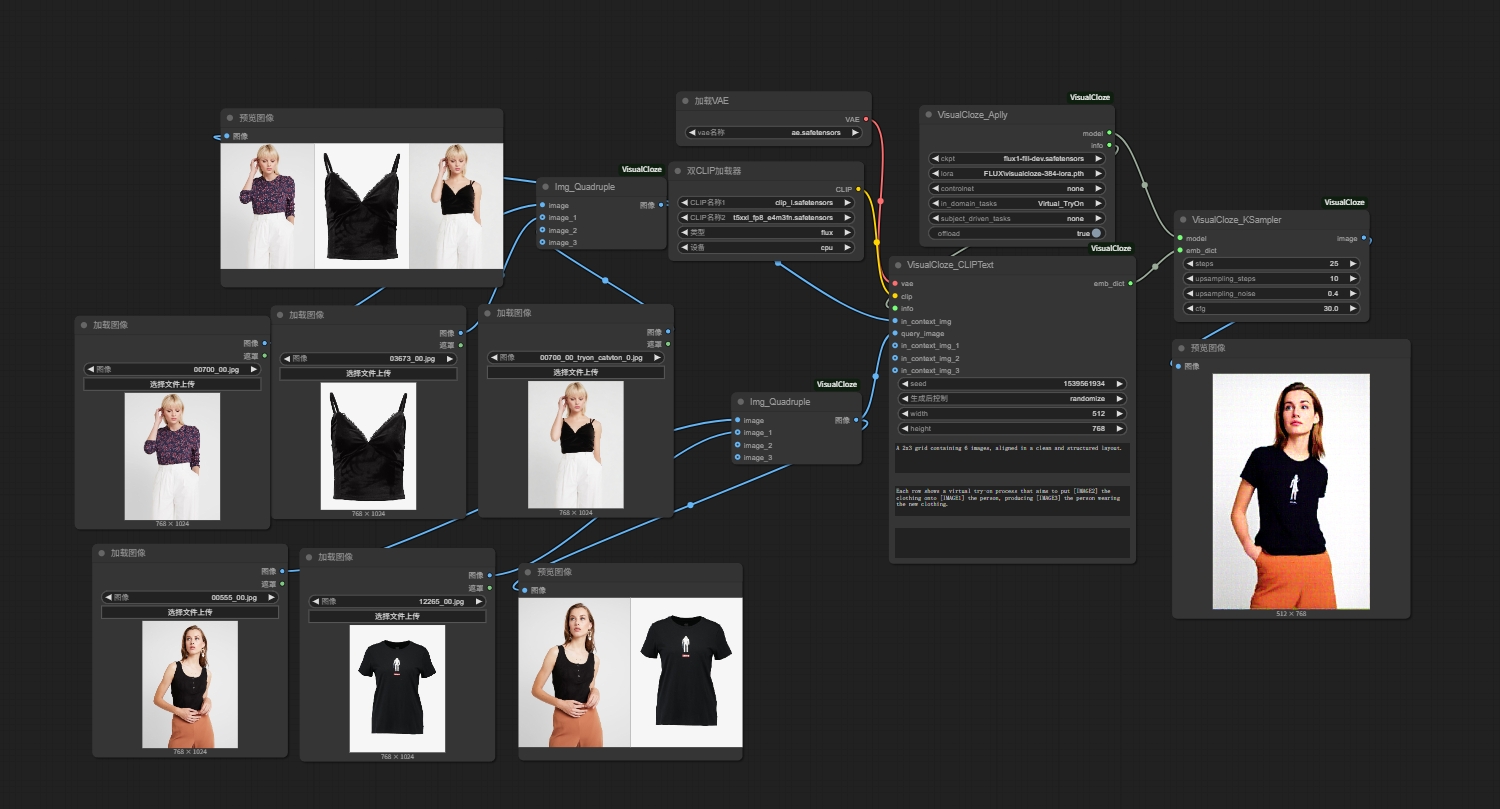 预览图像
图像
VisualCloze
Img_Quadruple
image
图像
image_1
image_2
image_3
加载VAE
VAE
vae名称
ae.safetensors
双CLIP加载器
CLIP
CLIP名称1
clip_l.safetensors
CLIP名称2
t5xxl_fp8_e4m3fn.safetensors
类型
flux
设备
cpu
VisualCloze
VisualCloze_Aplly
model
info
ckpt
flux1-fill-dev.safetensors
lora
FLUX\visualcloze-384-lora.pth
controlnet
none
in_domain_tasks
Virtual_TryOn
subject_driven_tasks
none
offload
true
VisualCloze
VisualCloze_CLIPText
vae
emb_dict
clip
info
in_context_img
query_image
in_context_img_1
in_context_img_2
in_context_img_3
seed
1539561934
生成后控制
randomize
width
512
height
768
A 2x3 grid containing 6 images, aligned in a clean and structured layout.
Each row shows a virtual try-on process that aims to put [IMAGE2] the
clothing onto [IMAGE1] the person, producing [IMAGE3] the person wearing
the new clothing.
VisualCloze
VisualCloze_KSampler
model
image
emb_dict
steps
25
upsampling_steps
10
upsampling_noise
0.4
cfg
30.0
预览图像
图像
512 × 768
加载图像
图像
遮罩
图像
00700_00.jpg
选择文件上传
768 × 1024
加载图像
图像
遮罩
图像
03673_00.jpg
选择文件上传
768 × 1024
加载图像
图像
遮罩
图像
00700_00_tryon_catvton_0.jpg
选择文件上传
768 × 1024
VisualCloze
Img_Quadruple
image
图像
image_1
image_2
image_3
加载图像
图像
遮罩
图像
00555_00.jpg
选择文件上传
768 × 1024
加载图像
图像
遮罩
图像
12265_00.jpg
选择文件上传
768 × 1024
预览图像
图像